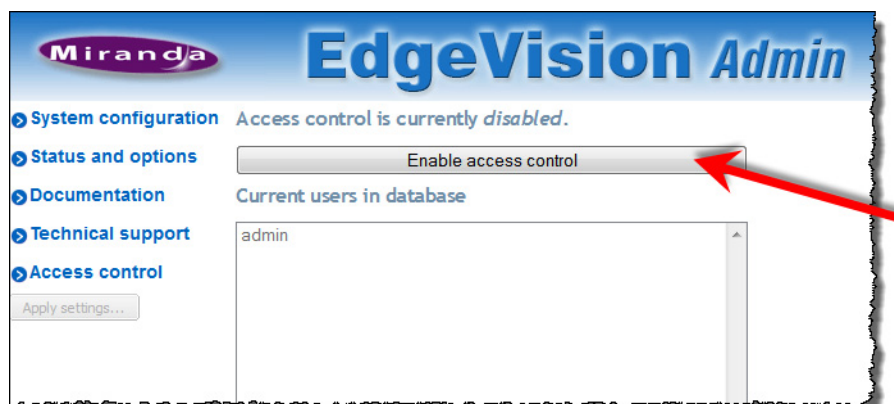 Miranda
EdgeVision Admin
System configuration
Status and options
Documentation
Technical support
Access control
Apply settings...
Access control is currently disabled.
Enable access control
Current users in database
admin